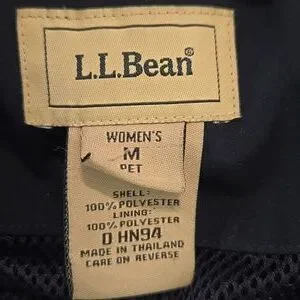 L.L.Bean®
WOMEN'S
M
PET
SHELL:
100% POLYESTER
LINING:
100% POLYESTER
0 HN94
MADE IN THAILAND
CARE ON REVERSE